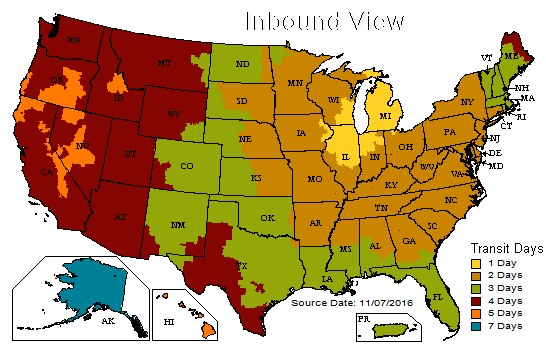 Inbound View
WA
MT
ND
MN
VT
ME
OR
ID
SD
WI
MI
NY
NH
MA
RI
CT
WY
IA
NE
PA
NJ
NV
UT
CO
IL
IN
OH
DE
MD
CA
KS
MO
WV
VA
KY
NC
AZ
NM
OK
AR
TN
SC
MS
AL
GA
TX
LA
FL
AK
HI
PR
Source Date: 11/07/2016
Transit Days
1 Day
2 Days
3 Days
4 Days
5 Days
7 Days